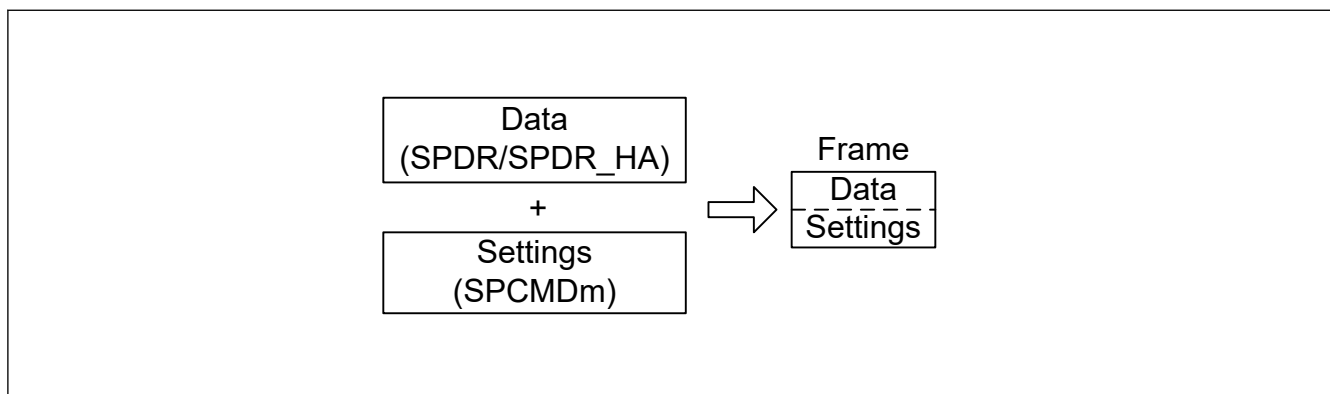 Data
(SPDR/SPDR_HA)
+
Settings
(SPCMDm)
Frame
Data
Settings